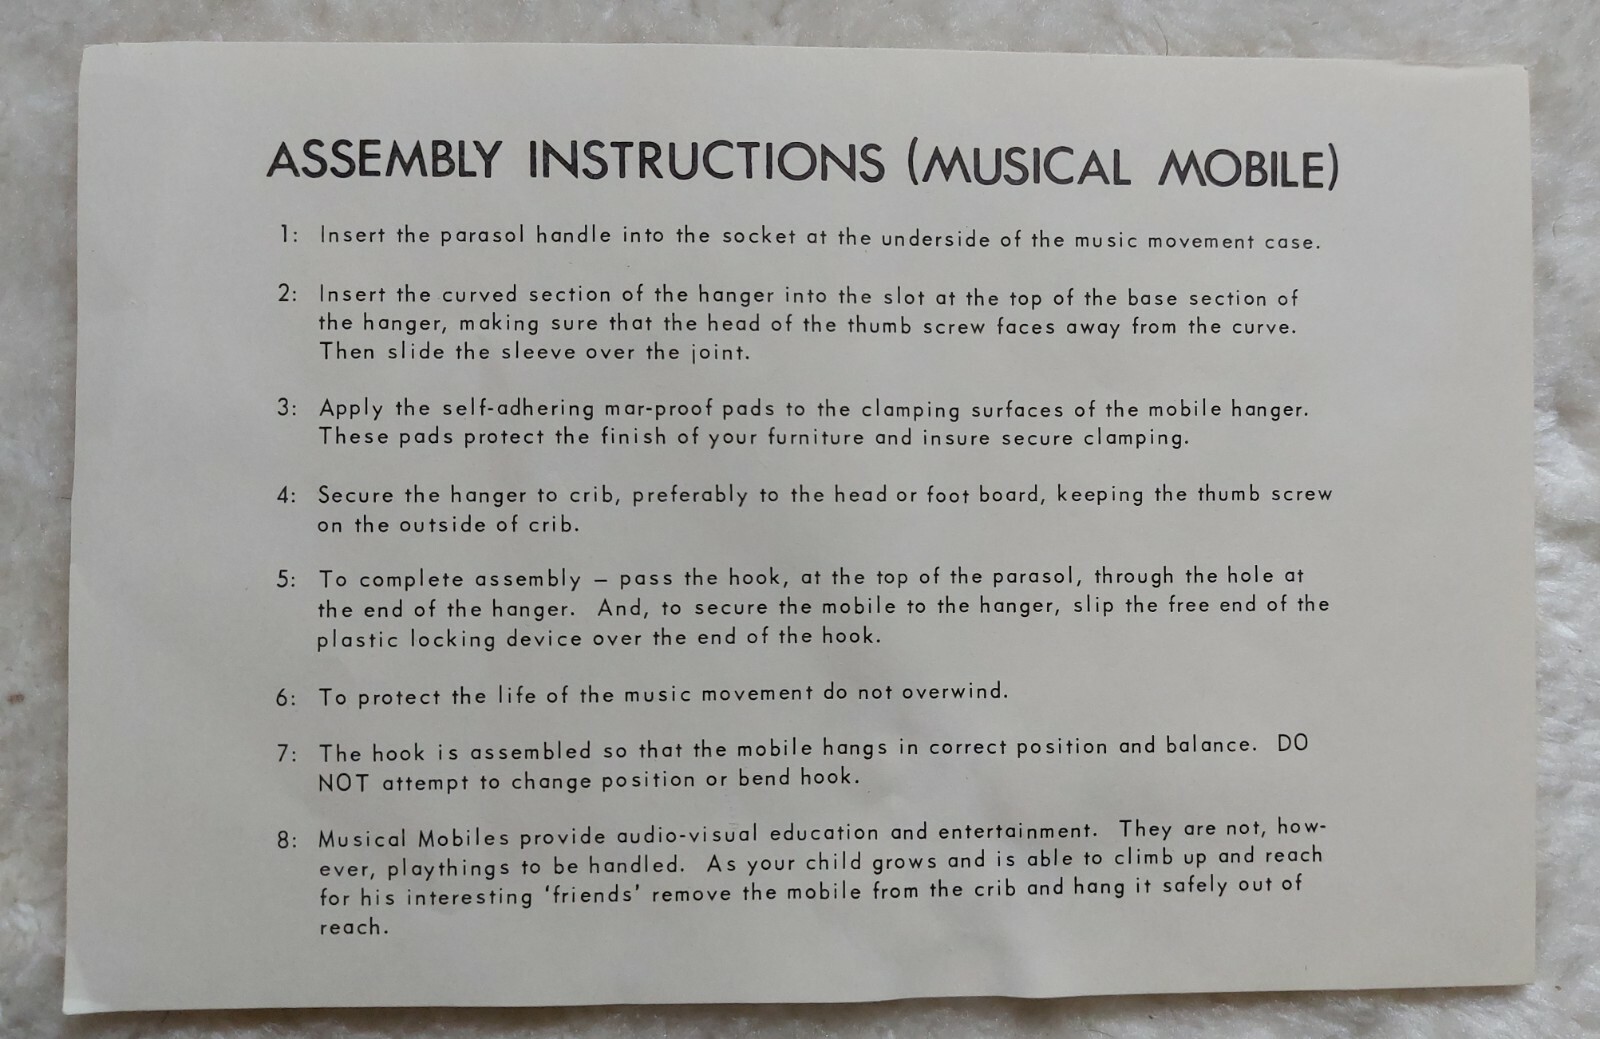 ASSEMBLY INSTRUCTIONS (MUSICAL MOBILE)
1: Insert the parasol handle into the socket at the underside of the music movement case.
2: Insert the curved section of the hanger into the slot at the top of the base section of
the hanger, making sure that the head of the thumb screw faces away from the curve.
Then slide the sleeve over the joint.
3: Apply the self-adhering mar-proof pads to the clamping surfaces of the mobile hanger.
These pads protect the finish of your furniture and insure secure clamping.
4: Secure the hanger to crib, preferably to the head or foot board, keeping the thumb screw
on the outside of crib.
5: To complete assembly – pass the hook, at the top of the parasol, through the hole at
the end of the hanger. And, to secure the mobile to the hanger, slip the free end of the
plastic locking device over the end of the hook.
6: To protect the life of the music movement do not overwind.
7: The hook is assembled so that the mobile hangs in correct position and balance. DO
NOT attempt to change position or bend hook.
8: Musical Mobiles provide audio-visual education and entertainment. They are not, how-
ever, playthings to be handled. As your child grows and is able to climb up and reach
for his interesting 'friends' remove the mobile from the crib and hang it safely out of
reach.